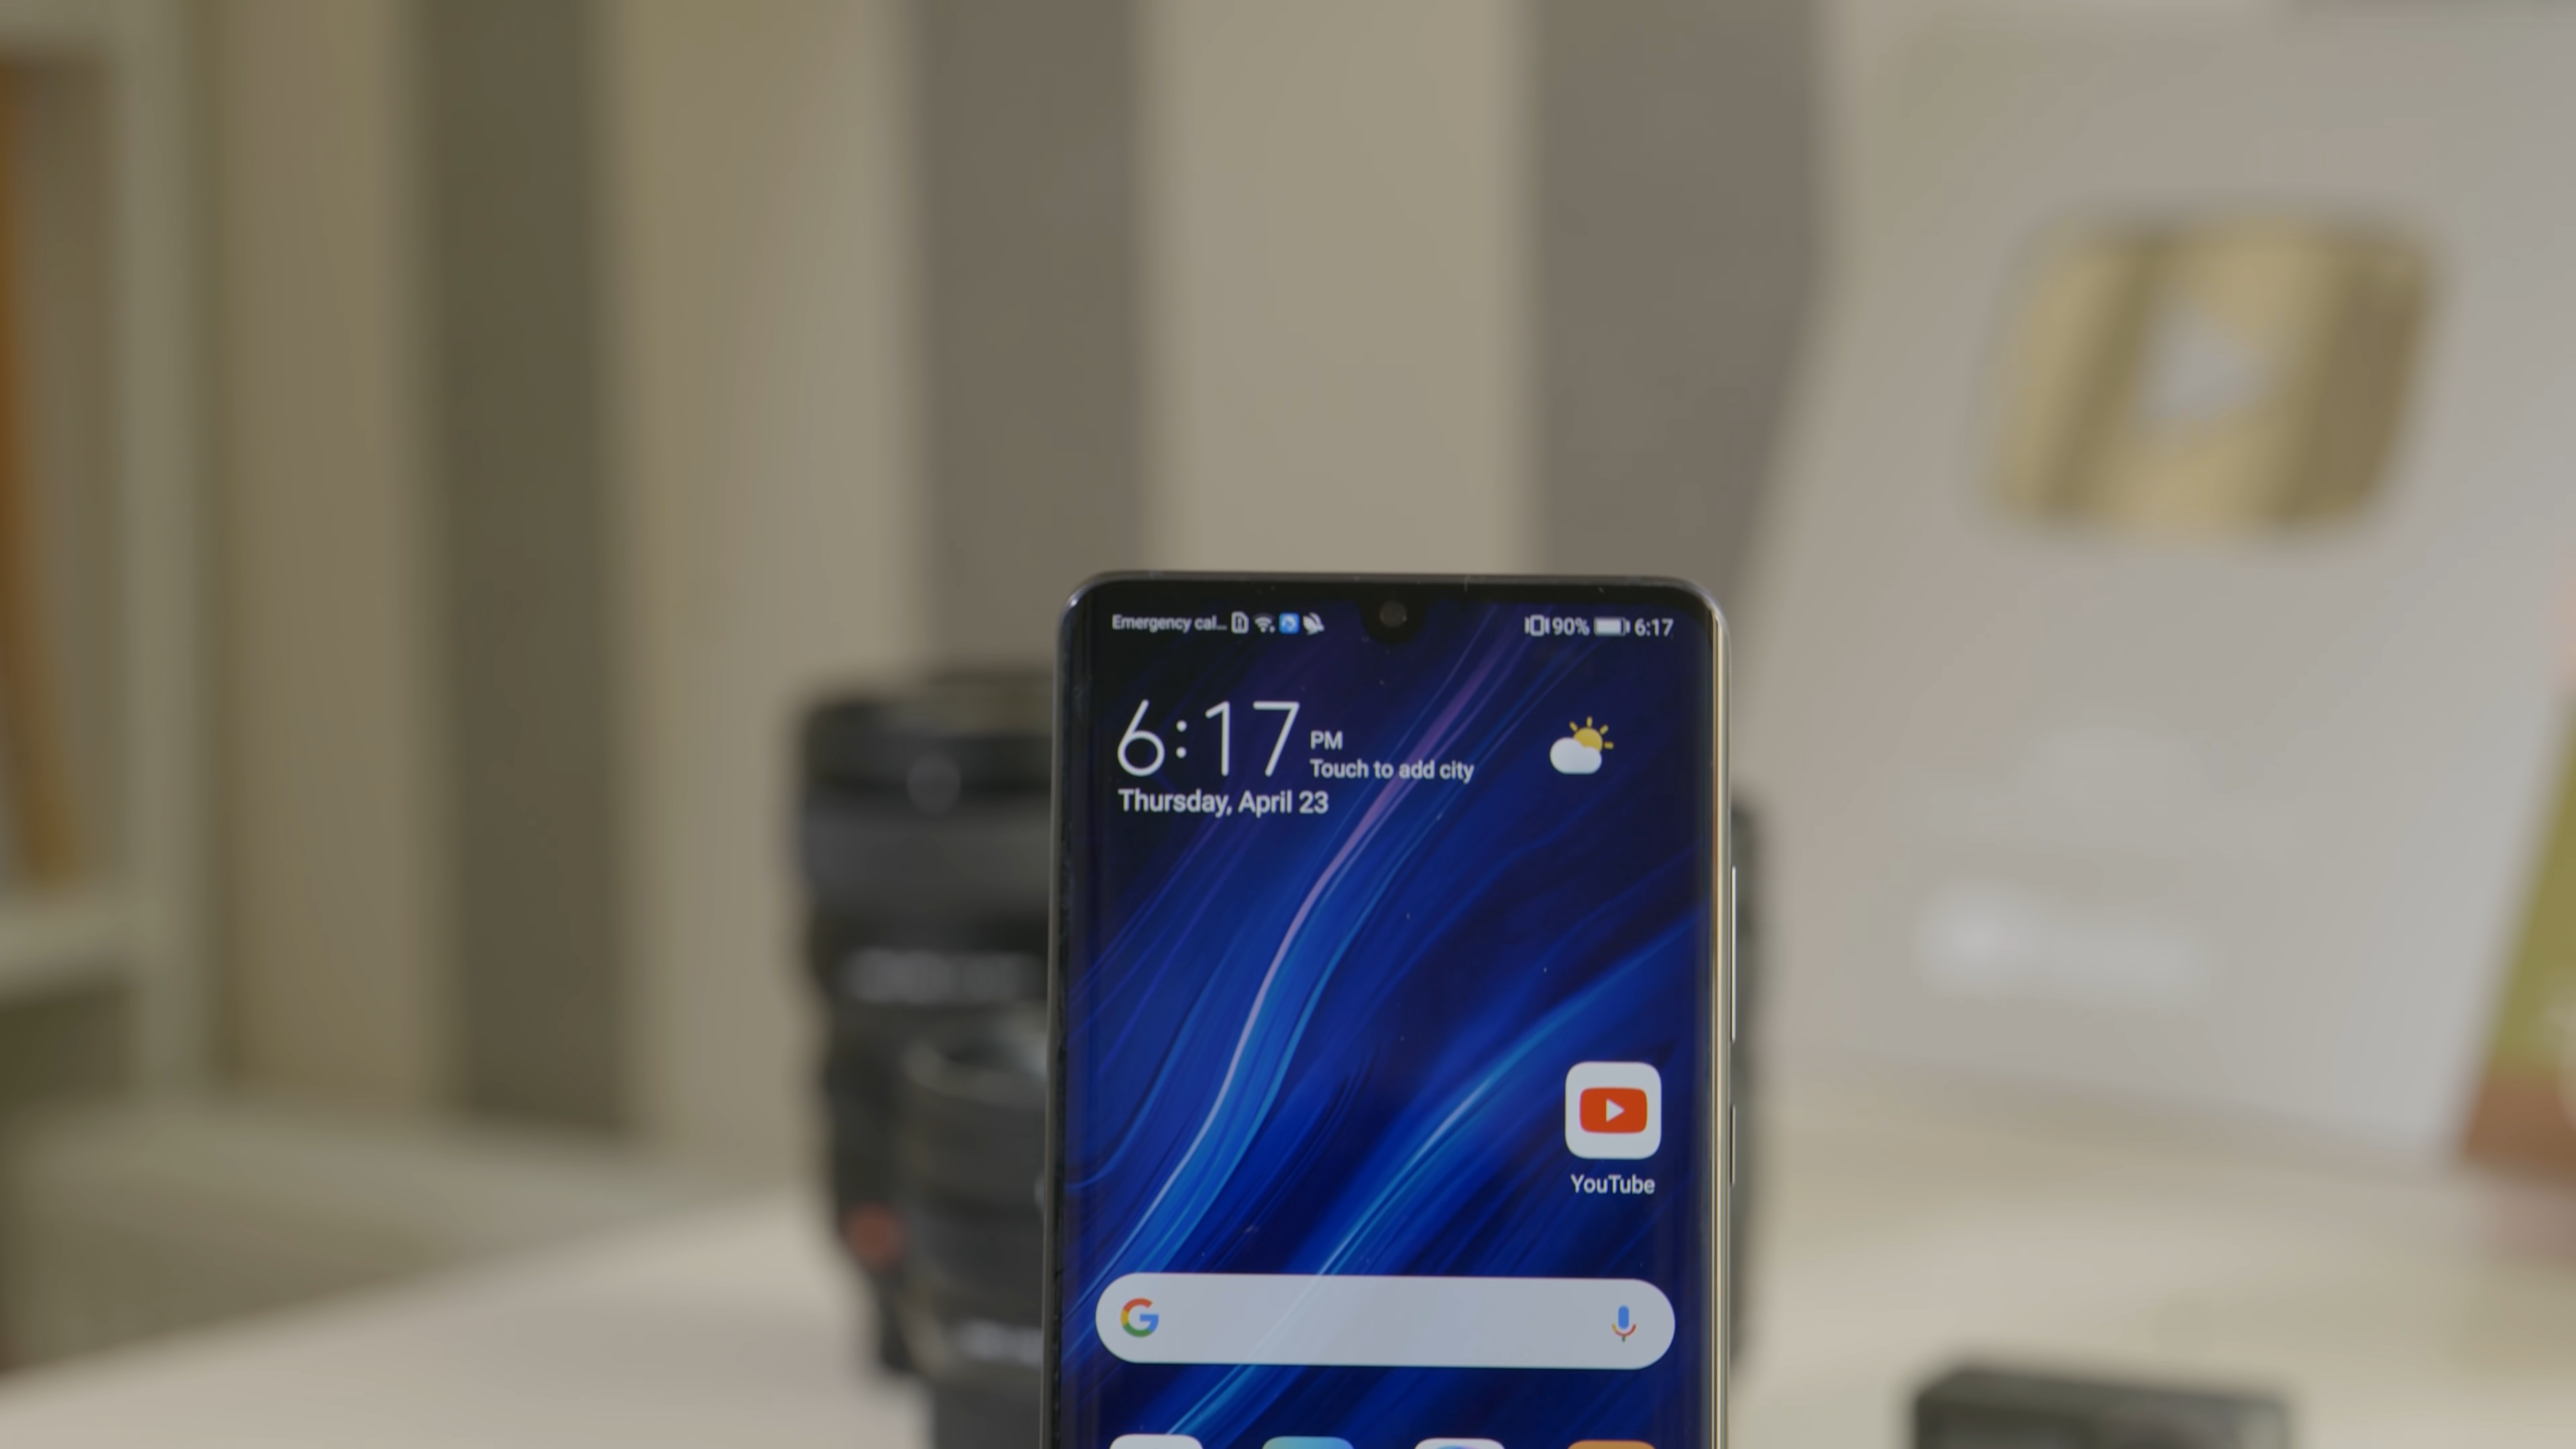 Emergency cal...
90% 6:17
6:17 PM
Touch to add city
Thursday, April 23
YouTube
G